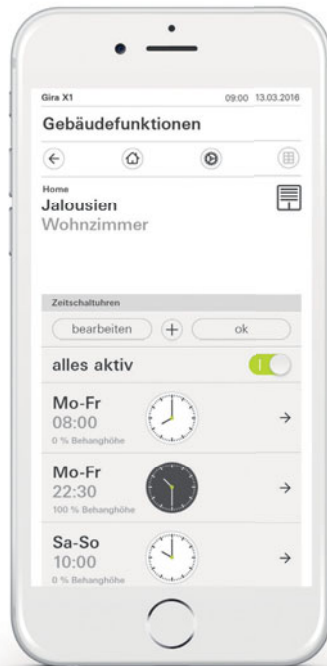 Gira X1 09:00 13.03.2016
Gebäudefunktionen
Home
Jalousien
Wohnzimmer
Zeitschaltuhren
bearbeiten + ok
alles aktiv
Mo-Fr
08:00
0 % Behanghöhe
Mo-Fr
22:30
100 % Behanghöhe
Sa-So
10:00
0 % Behanghöhe